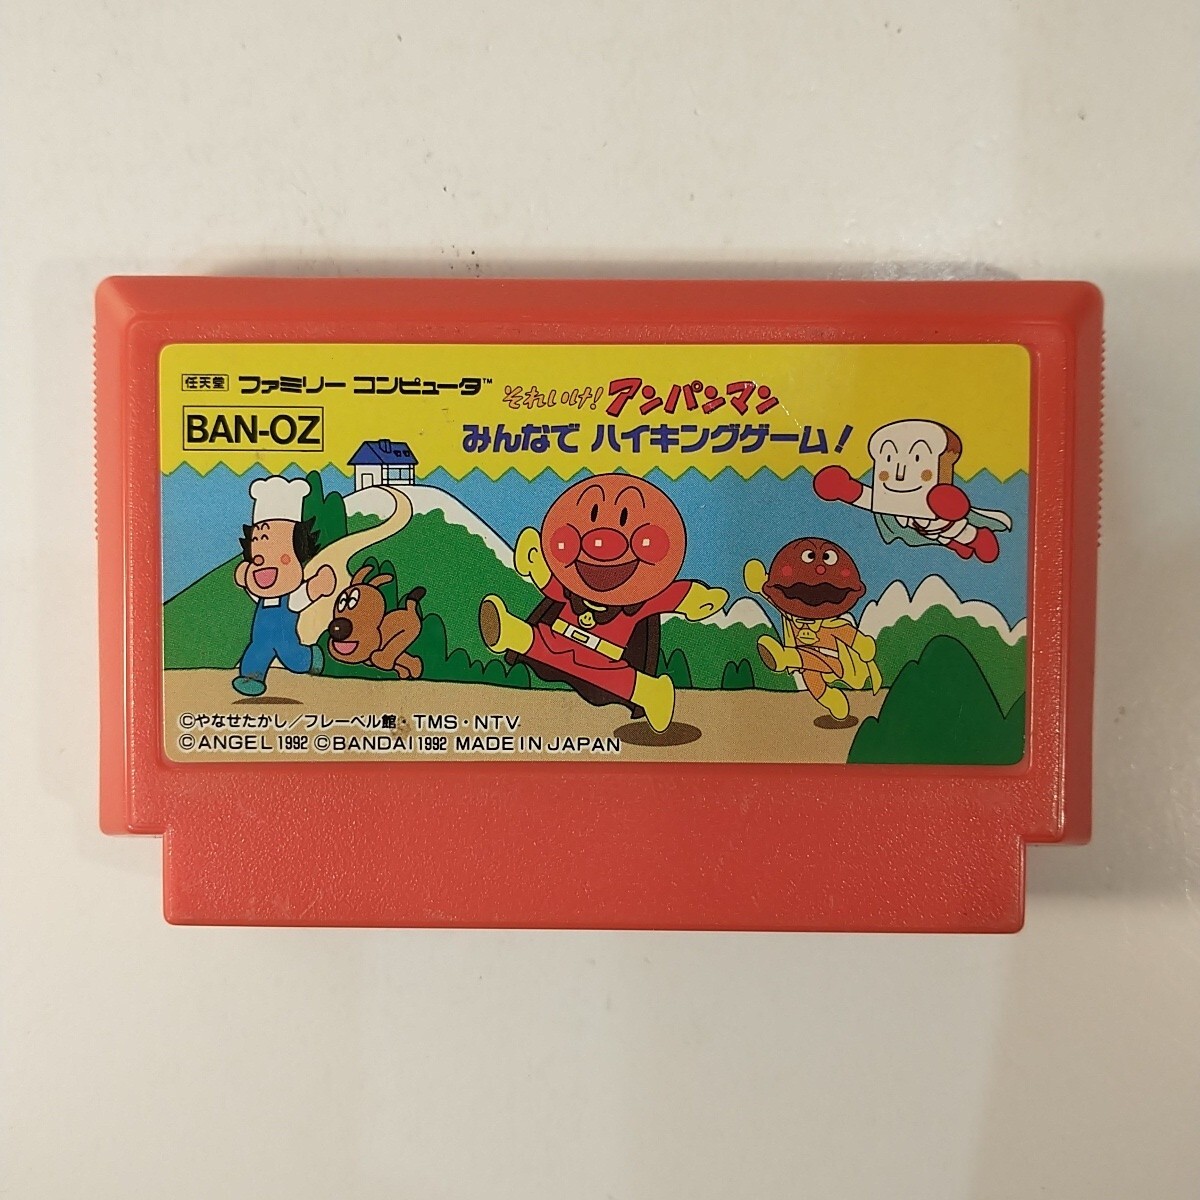 任天堂 ファミリー コンピュータ™
BAN-OZ
それいけ! アンパンマン
みんなで ハイキングゲーム!
©やなせたかし/フレーベル館・TMS・NTV
©ANGEL 1992 ©BANDAI 1992 MADE IN JAPAN